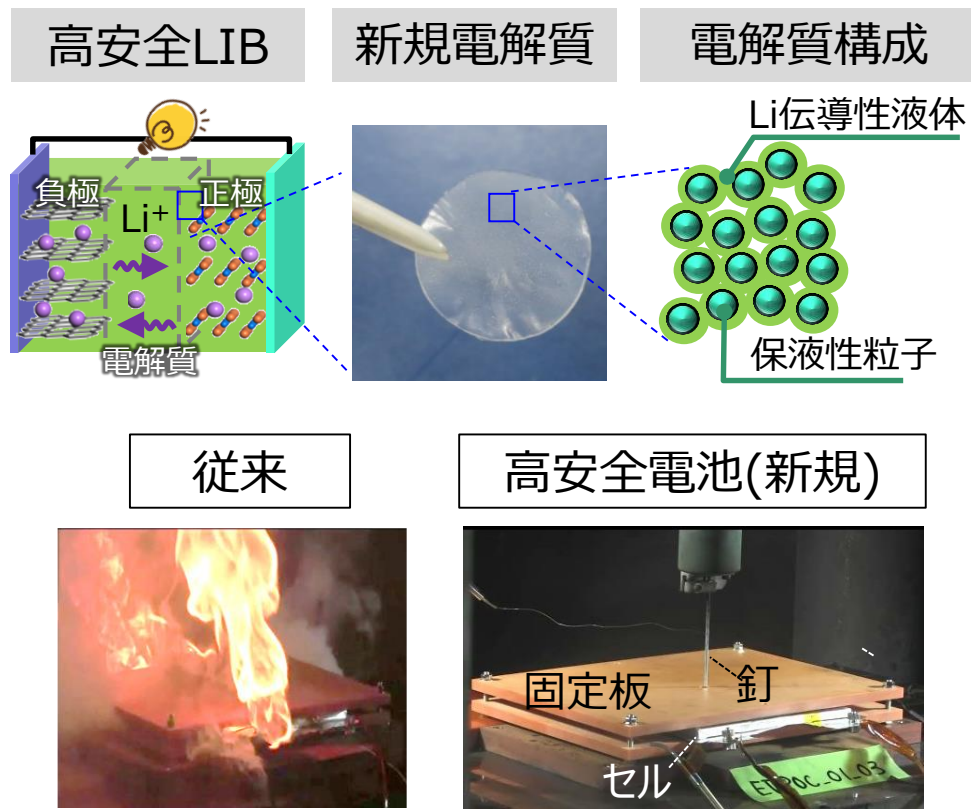 高安全LIB
新規電解質
電解質構成
Li伝導性液体
負極
正極
Li⁺
電解質
保液性粒子
従来
高安全電池(新規)
固定板
釘
セル